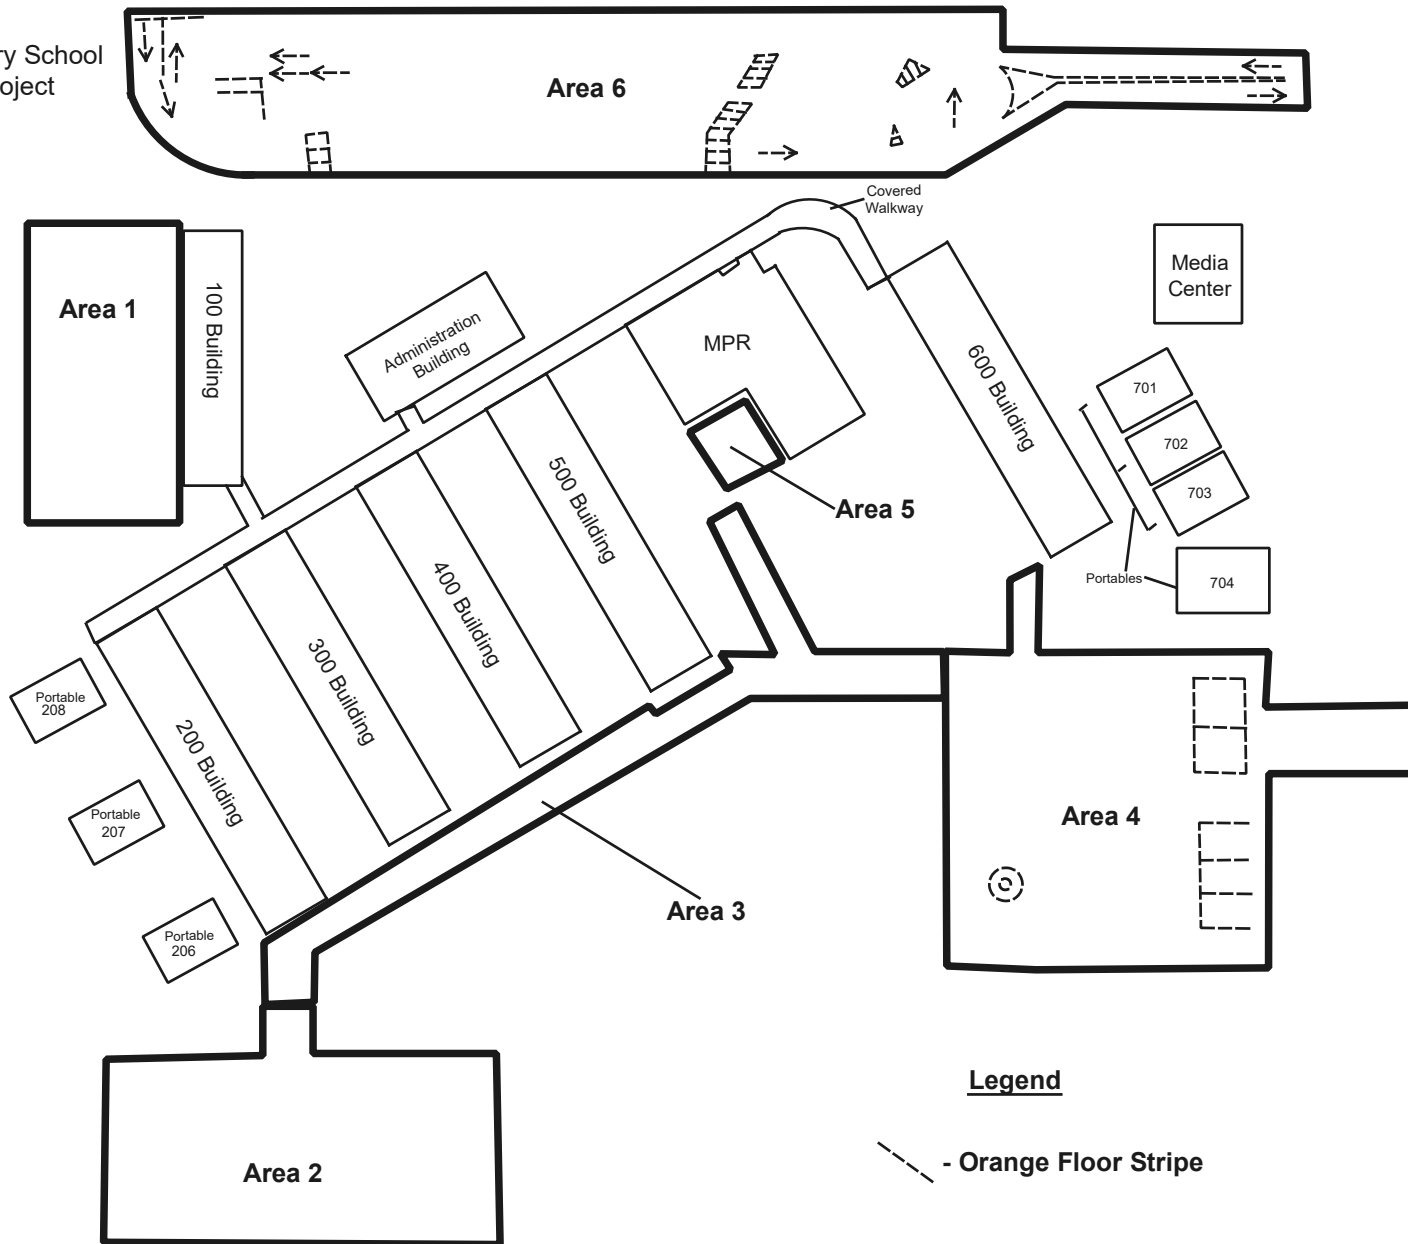 ry School
oject
Area 6
Covered
Walkway
Area 1
100 Building
Media
Center
Administration
Building
MPR
600 Building
701
702
703
500 Building
Area 5
400 Building
Portables
704
300 Building
Portable
208
200 Building
Portable
207
Area 4
Area 3
Portable
206
Legend
Area 2
- Orange Floor Stripe